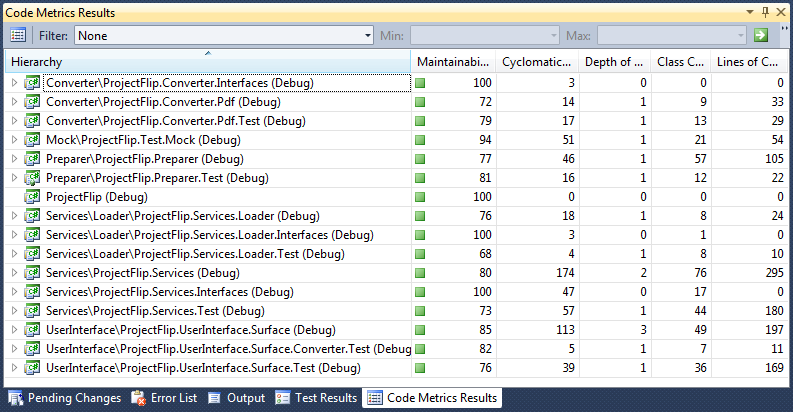 Code Metrics Results
Filter: None Min: Max:
Hierarchy Maintainabi... Cyclomatic... Depth of ... Class C... Lines of C...
Converter\ProjectFlip.Converter.Interfaces (Debug) 100 3 0 0 0
Converter\ProjectFlip.Converter.Pdf (Debug) 72 14 1 9 33
Converter\ProjectFlip.Converter.Pdf.Test (Debug) 79 17 1 13 29
Mock\ProjectFlip.Test.Mock (Debug) 94 51 1 21 54
Preparer\ProjectFlip.Preparer (Debug) 77 46 1 57 105
Preparer\ProjectFlip.Preparer.Test (Debug) 81 16 1 12 22
ProjectFlip (Debug) 100 0 0 0 0
Services\Loader\ProjectFlip.Services.Loader (Debug) 76 18 1 8 24
Services\Loader\ProjectFlip.Services.Loader.Interfaces (Debug) 100 3 0 1 0
Services\Loader\ProjectFlip.Services.Loader.Test (Debug) 68 4 1 8 10
Services\ProjectFlip.Services (Debug) 80 174 2 76 295
Services\ProjectFlip.Services.Interfaces (Debug) 100 47 0 17 0
Services\ProjectFlip.Services.Test (Debug) 73 57 1 44 180
UserInterface\ProjectFlip.UserInterface.Surface (Debug) 85 113 3 49 197
UserInterface\ProjectFlip.UserInterface.Surface.Converter.Test (Debug 82 5 1 7 11
UserInterface\ProjectFlip.UserInterface.Surface.Test (Debug) 76 39 1 36 169
Pending Changes Error List Output Test Results Code Metrics Results